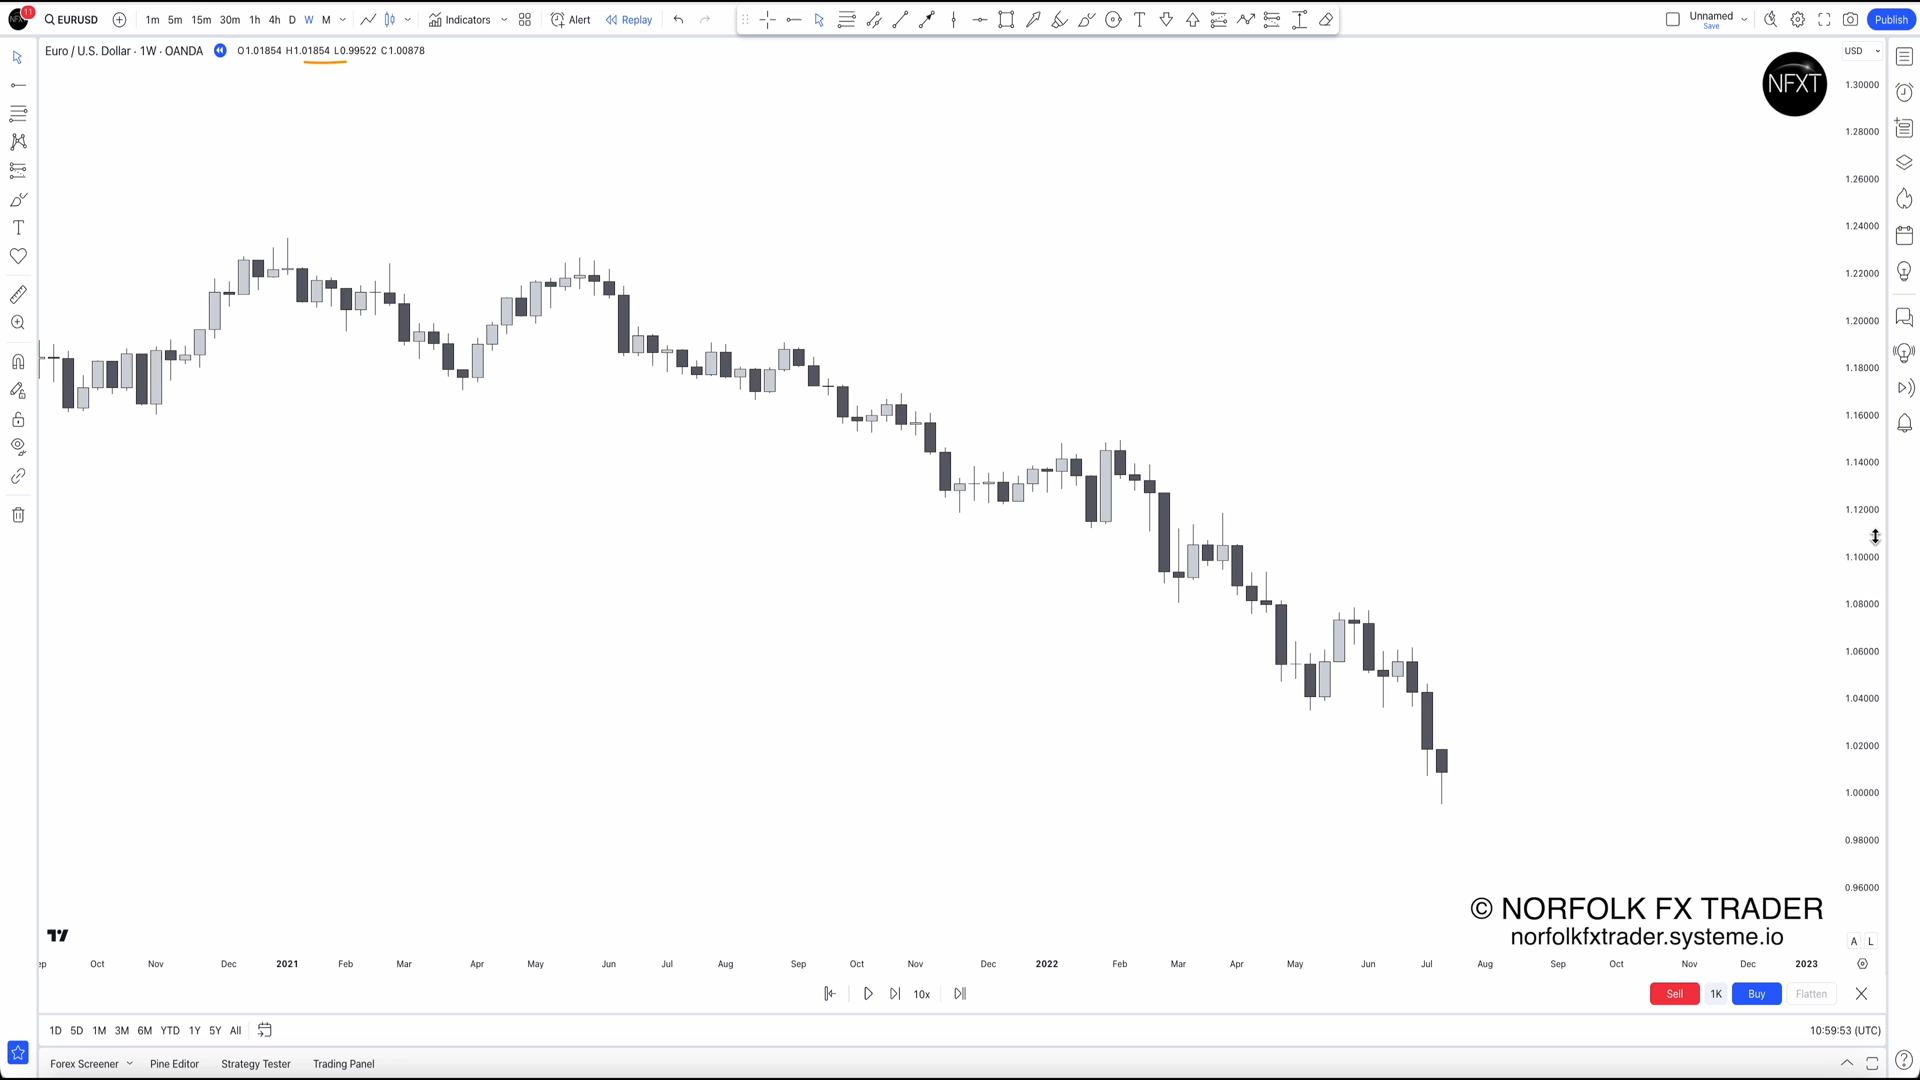 11
EURUSD
1m 5m 15m 30m 1h 4h D W M
Indicators
Alert
Replay
Unnamed
Save
Publish
Euro / U.S. Dollar · 1W · OANDA
O1.01854 H1.01854 L0.99522 C1.00878
USD
NFXT
1.30000
1.28000
1.26000
1.24000
1.22000
1.20000
1.18000
1.16000
1.14000
1.12000
1.10000
1.08000
1.06000
1.04000
1.02000
1.00000
0.98000
0.96000
© NORFOLK FX TRADER
norfolkfxtrader.systeme.io
A L
ep Oct Nov Dec 2021 Feb Mar Apr May Jun Jul Aug Sep Oct Nov Dec 2022 Feb Mar Apr May Jun Jul Aug Sep Oct Nov Dec 2023
10x
Sell 1K Buy Flatten
1D 5D 1M 3M 6M YTD 1Y 5Y All
10:59:53 (UTC)
Forex Screener Pine Editor Strategy Tester Trading Panel